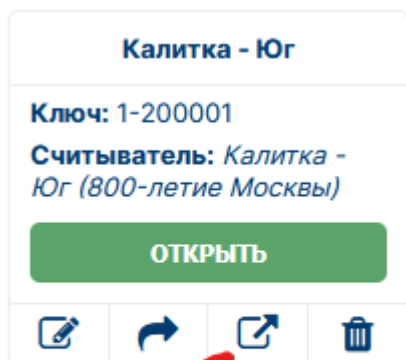 Калитка - Юг
Ключ: 1-200001
Считыватель: Калитка -
Юг (800-летие Москвы)
ОТКРЫТЬ